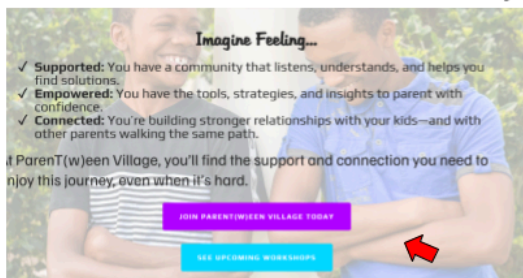 Imagine Feeling...
✓ Supported: You have a community that listens, understands, and helps you
find solutions.
✓ Empowered: You have the tools, strategies, and insights to parent with
confidence.
✓ Connected: You're building stronger relationships with your kids—and with
other parents walking the same path.
t ParenT(w)een Village, you'll find the support and connection you need to
njoy this journey, even when it's hard.
JOIN PARENT(W)EEN VILLAGE TODAY
SEE UPCOMING WORKSHOPS